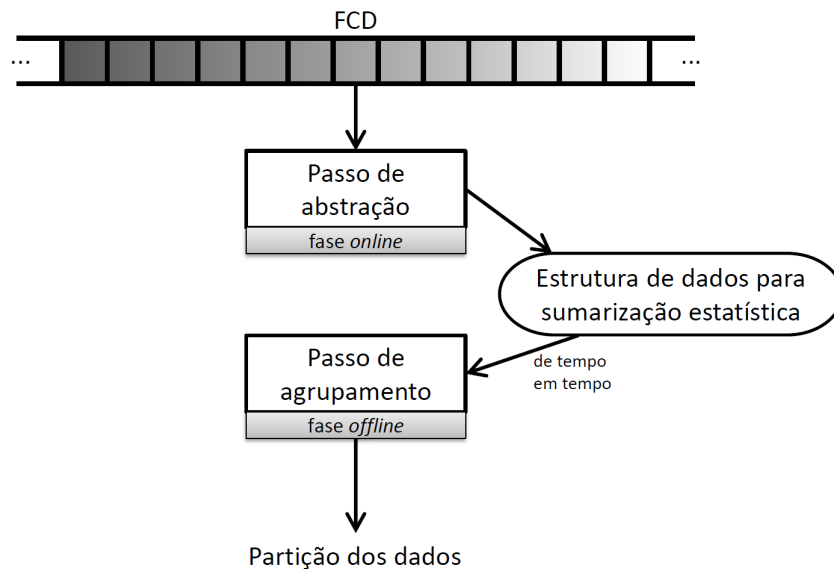 FCD
... ...
Passo de
abstração
fase online
Estrutura de dados para
sumarização estatística
de tempo
em tempo
Passo de
agrupamento
fase offline
Partição dos dados